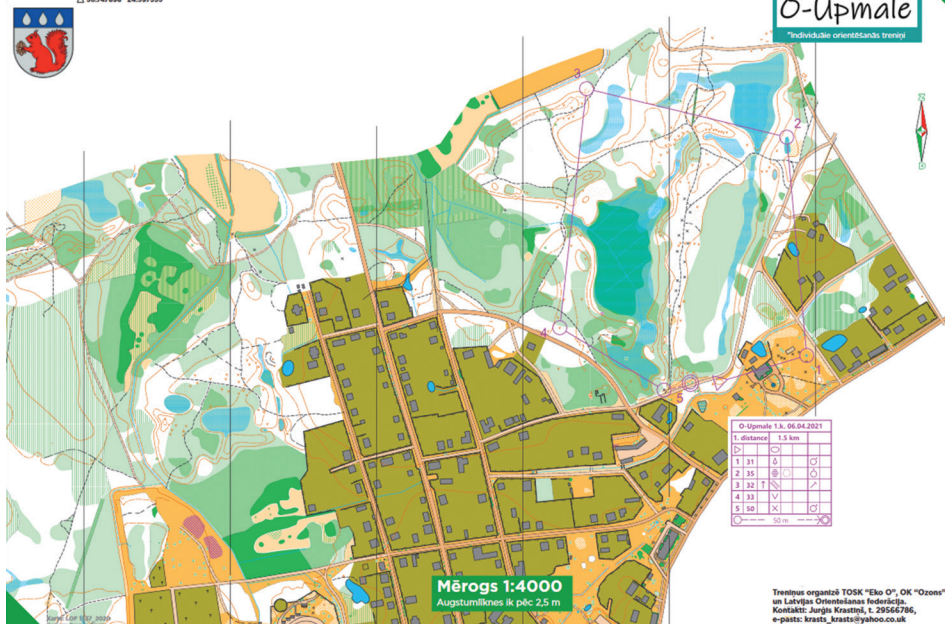 O-Upmale
"Individuālie orientēšanās treniņi
3
2
4
5
1
O-Upmale 1.k. 06.04.2021
1. distance 1.5 km
1 31
2 35
3 32
4 33
5 50
50 m
Mērogs 1:4000
Augstumlīknes ik pēc 2,5 m
Treniņus organizē TOSK "Eko O", OK "Ozons"
un Latvijas Orientēšanas federācija.
Kontakti: Jurģis Krastiņš, t. 29566786,
e-pasts: krasts_krasts@yahoo.co.uk